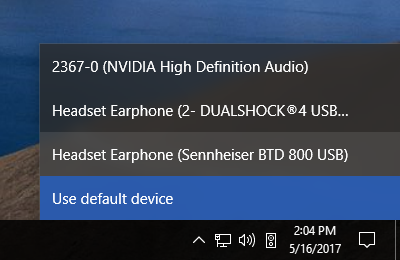 2367-0 (NVIDIA High Definition Audio)
Headset Earphone (2- DUALSHOCK®4 USB...
Headset Earphone (Sennheiser BTD 800 USB)
Use default device
2:04 PM
5/16/2017